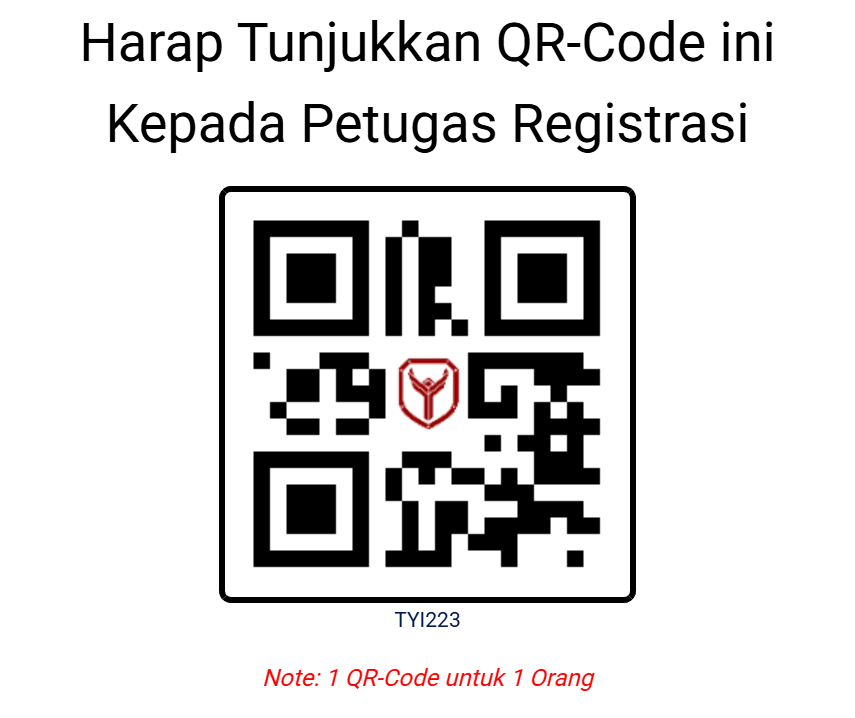 Harap Tunjukkan QR-Code ini
Kepada Petugas Registrasi
TYI223
Note: 1 QR-Code untuk 1 Orang